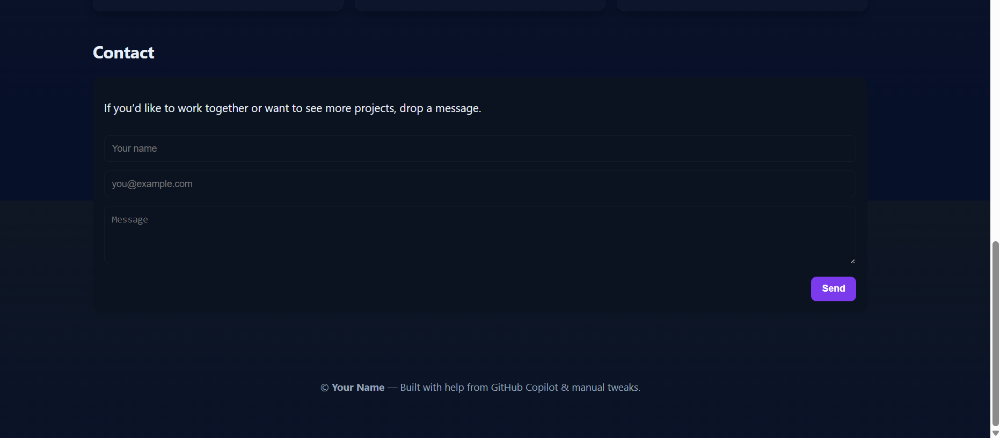 Contact
If you’d like to work together or want to see more projects, drop a message.
Your name
you@example.com
Message
Send
© Your Name — Built with help from GitHub Copilot & manual tweaks.